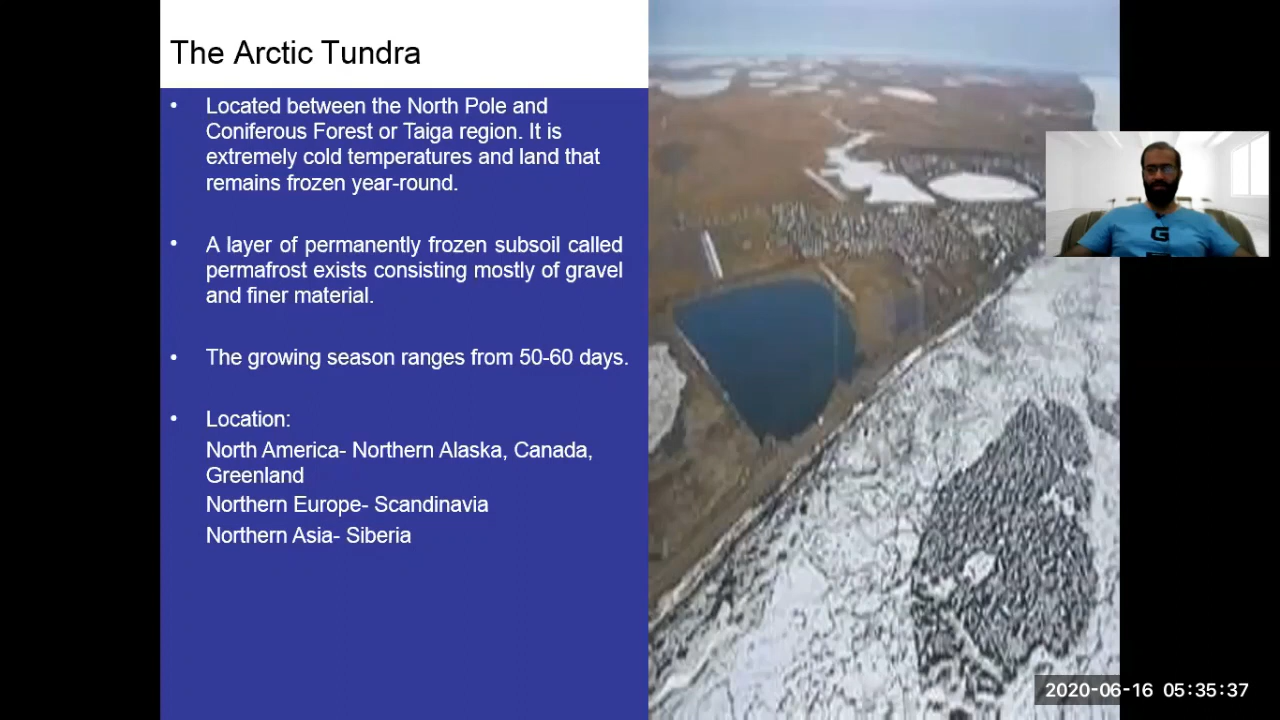 The Arctic Tundra
• Located between the North Pole and
Coniferous Forest or Taiga region. It is
extremely cold temperatures and land that
remains frozen year-round.
• A layer of permanently frozen subsoil called
permafrost exists consisting mostly of gravel
and finer material.
• The growing season ranges from 50-60 days.
• Location:
North America- Northern Alaska, Canada,
Greenland
Northern Europe- Scandinavia
Northern Asia- Siberia
G
2020-06-16 05:35:37